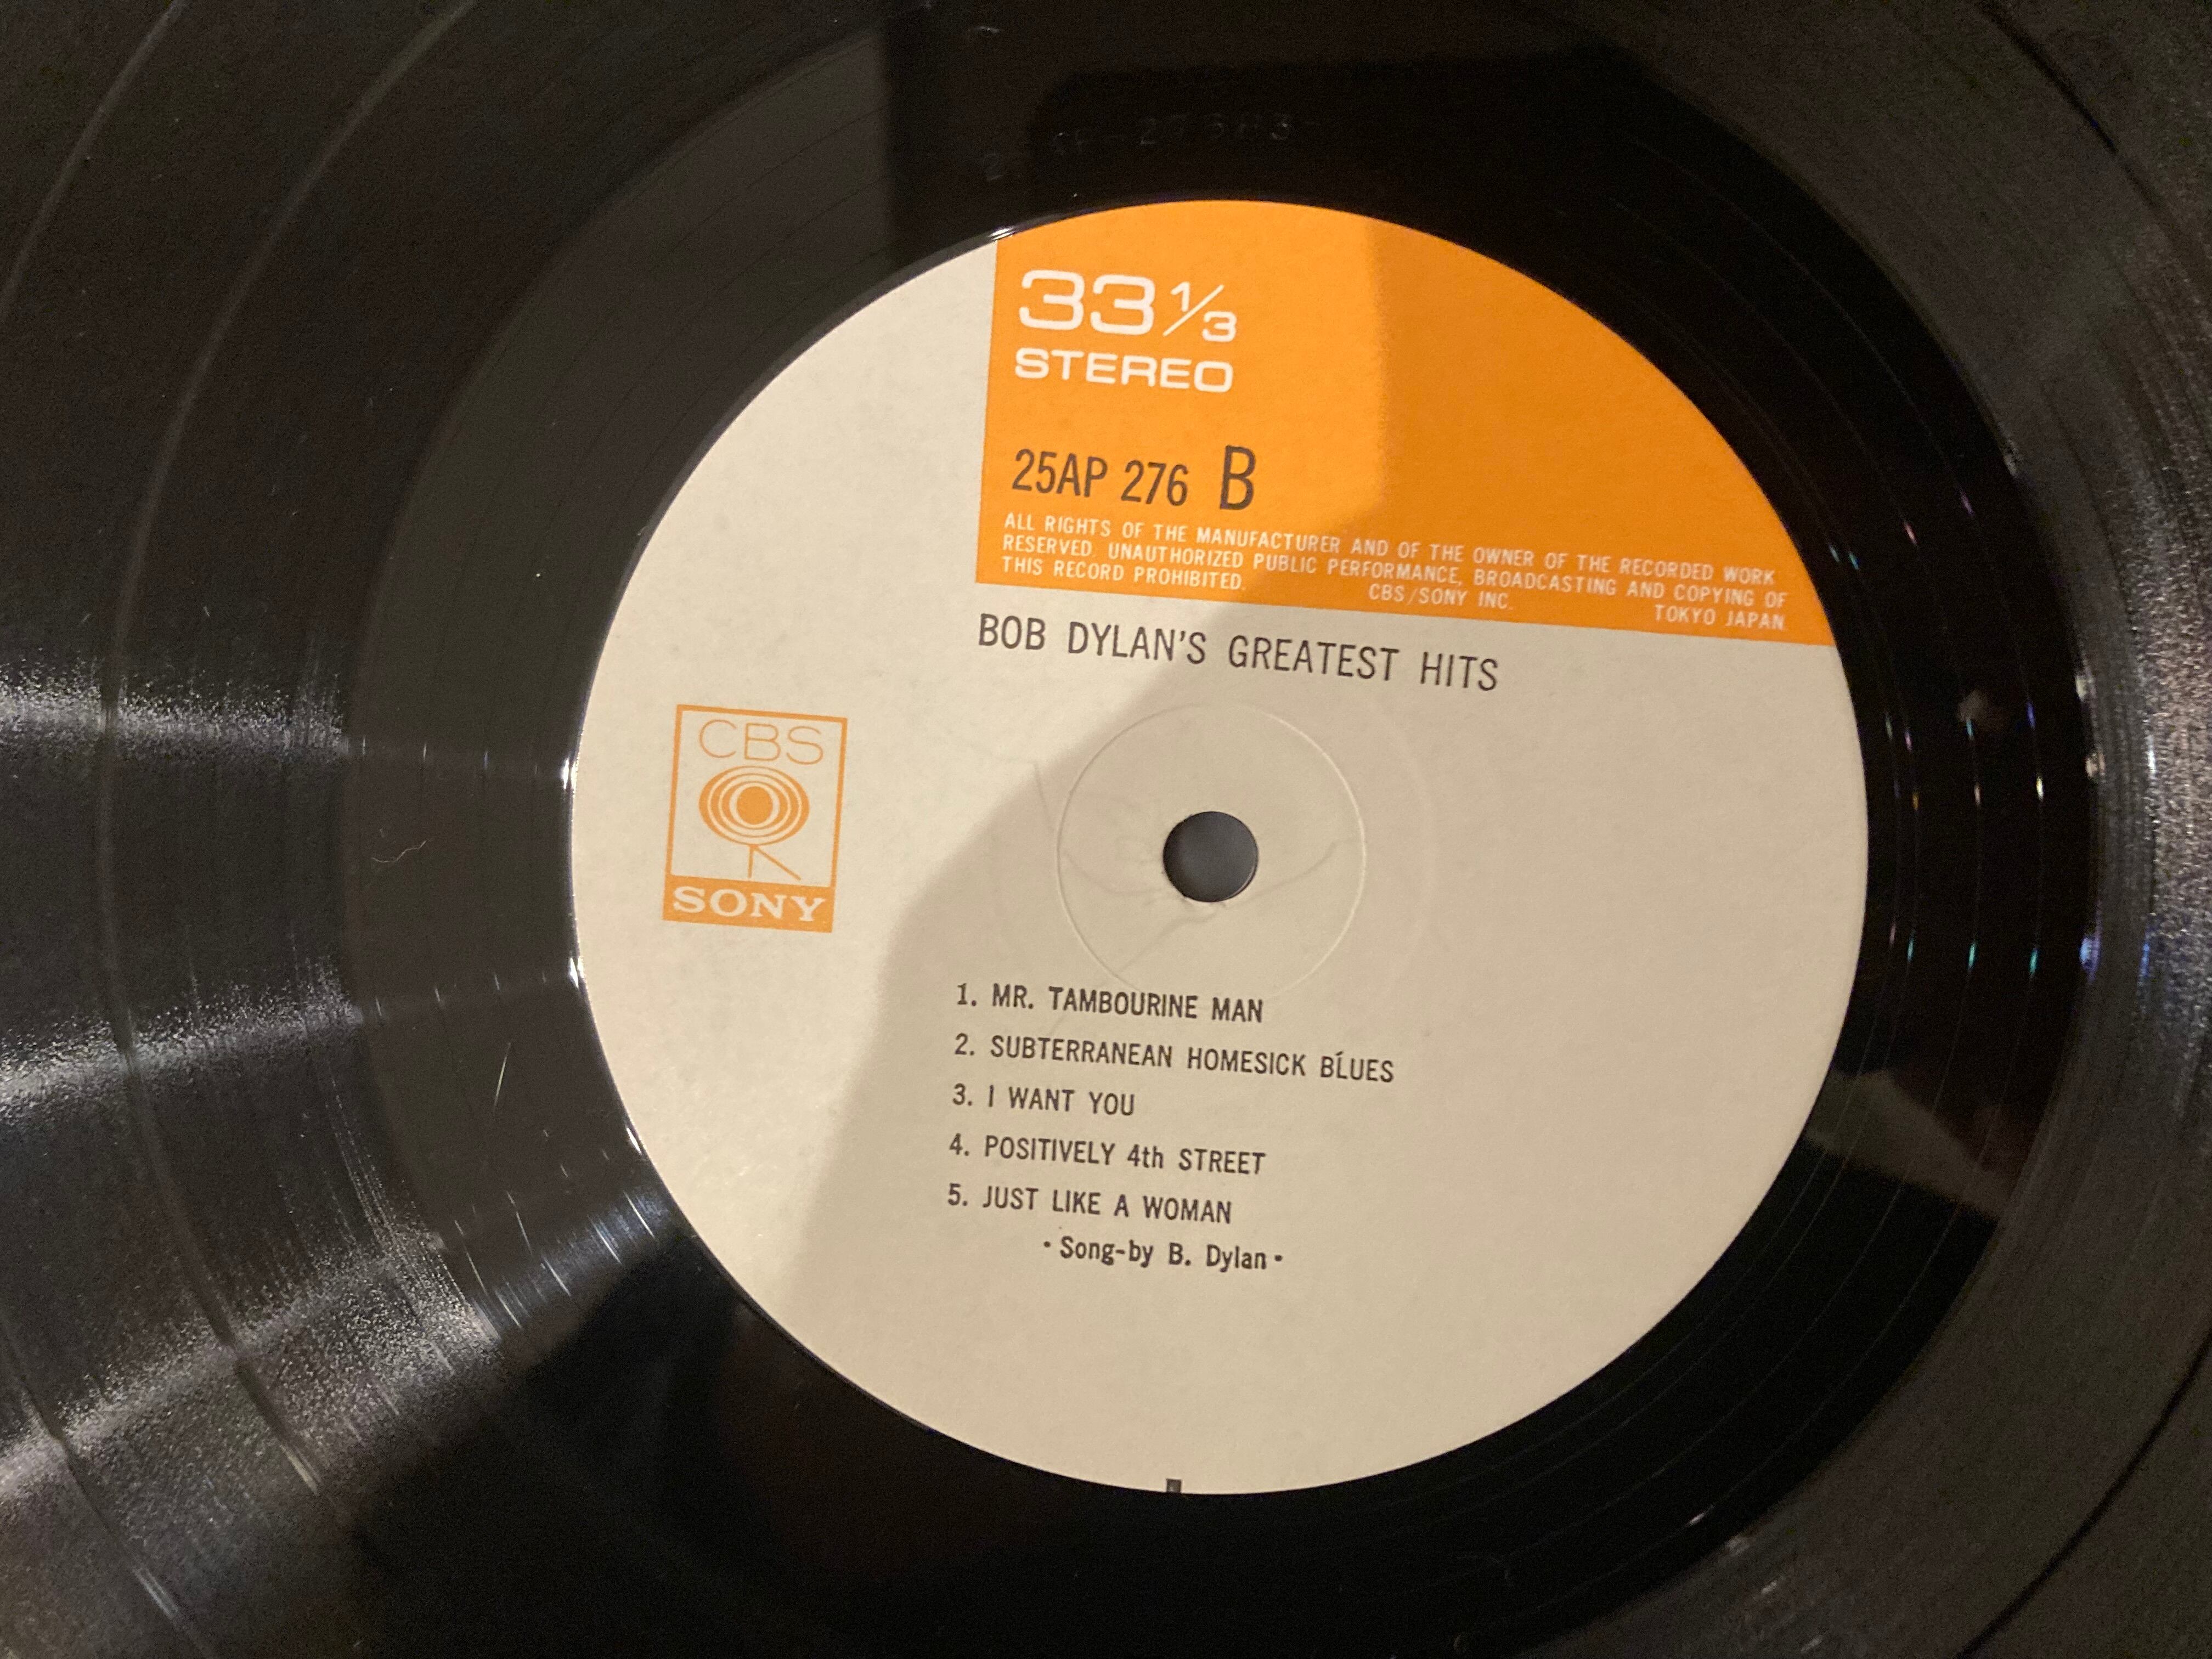 33 1/3
STEREO
25AP 276 B
ALL RIGHTS OF THE MANUFACTURER AND OF THE OWNER OF THE RECORDED WORK
RESERVED. UNAUTHORIZED PUBLIC PERFORMANCE, BROADCASTING AND COPYING OF
THIS RECORD PROHIBITED. CBS/SONY INC. TOKYO JAPAN
BOB DYLAN'S GREATEST HITS
CBS
SONY
1. MR. TAMBOURINE MAN
2. SUBTERRANEAN HOMESICK BLUES
3. I WANT YOU
4. POSITIVELY 4th STREET
5. JUST LIKE A WOMAN
・Song-by B. Dylan・